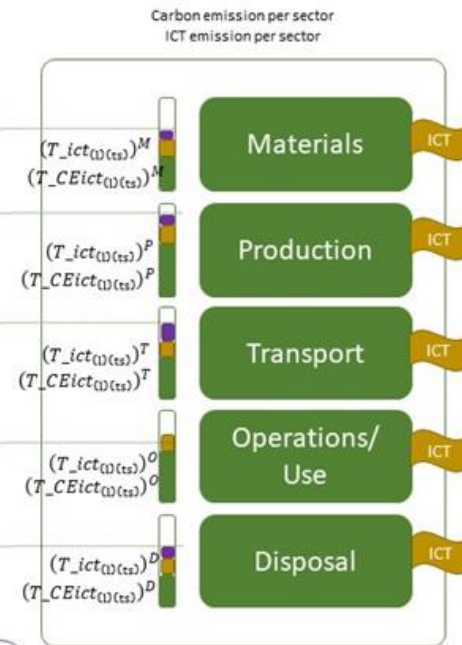 Carbon emission per sector
ICT emission per sector
(T_ict₍₁₎₍ₜₛ₎)ᴹ
(T_CEict₍₁₎₍ₜₛ₎)ᴹ
Materials
ICT
(T_ict₍₁₎₍ₜₛ₎)ᴾ
(T_CEict₍₁₎₍ₜₛ₎)ᴾ
Production
ICT
(T_ict₍₁₎₍ₜₛ₎)ᵀ
(T_CEict₍₁₎₍ₜₛ₎)ᵀ
Transport
ICT
(T_ict₍₁₎₍ₜₛ₎)ᴼ
(T_CEict₍₁₎₍ₜₛ₎)ᴼ
Operations/
Use
ICT
(T_ict₍₁₎₍ₜₛ₎)ᴰ
(T_CEict₍₁₎₍ₜₛ₎)ᴰ
Disposal
ICT